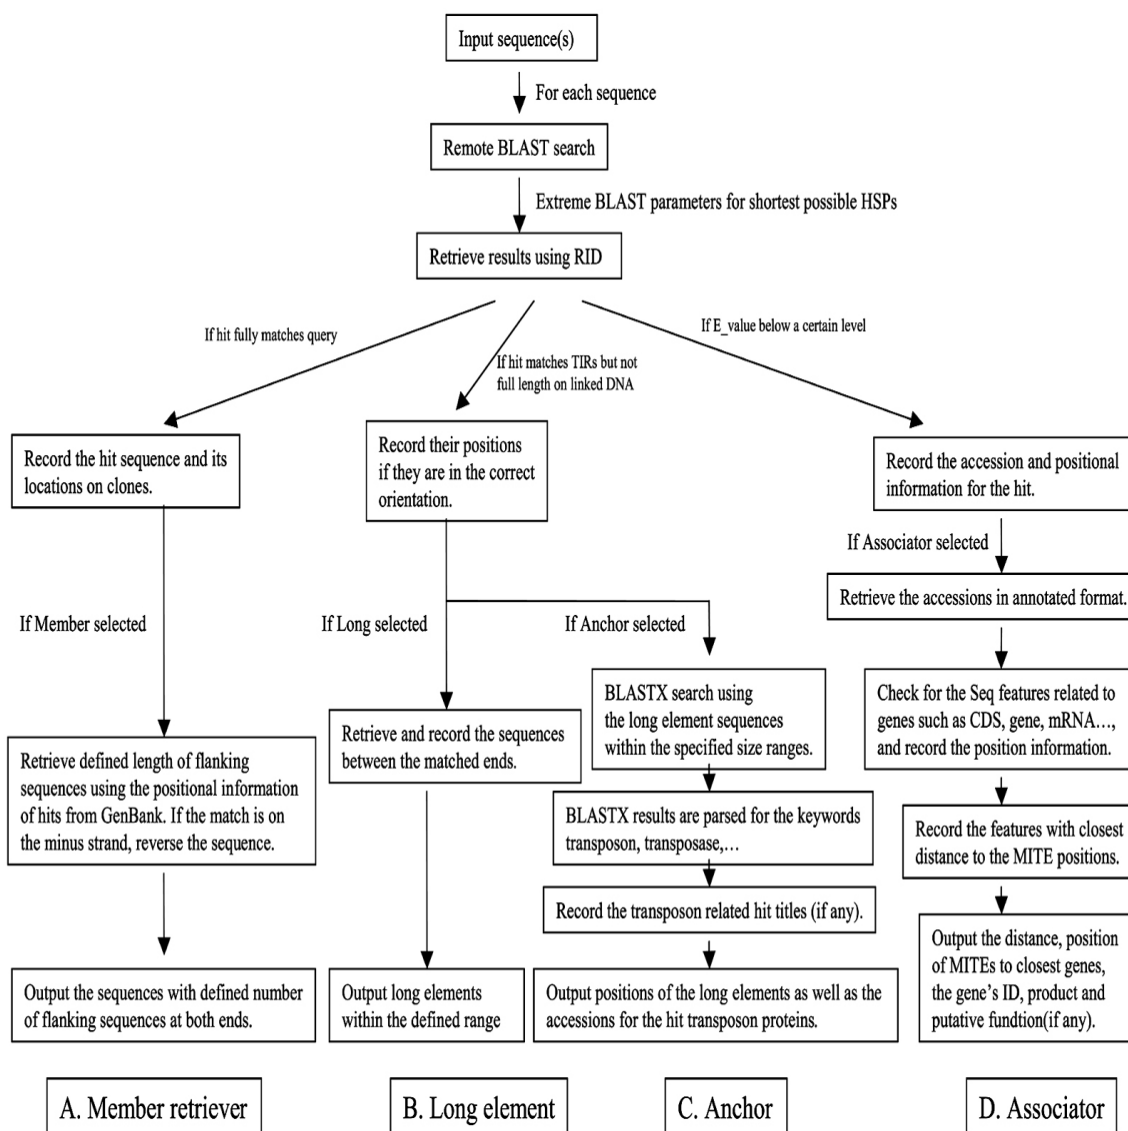 Input sequence(s)
For each sequence
Remote BLAST search
Extreme BLAST parameters for shortest possible HSPs
Retrieve results using RID
If hit fully matches query
If hit matches TIRs but not
full length on linked DNA
If E_value below a certain level
Record the hit sequence and its
locations on clones.
Record their positions
if they are in the correct
orientation.
Record the accession and positional
information for the hit.
If Associator selected
Retrieve the accessions in annotated format.
If Member selected
If Long selected
If Anchor selected
Retrieve defined length of flanking
sequences using the positional information
of hits from GenBank. If the match is on
the minus strand, reverse the sequence.
Retrieve and record the sequences
between the matched ends.
BLASTX search using
the long element sequences
within the specified size ranges.
BLASTX results are parsed for the keywords
transposon, transposase,...
Record the transposon related hit titles (if any).
Check for the Seq features related to
genes such as CDS, gene, mRNA...,
and record the position information.
Record the features with closest
distance to the MITE positions.
Output the sequences with defined number
of flanking sequences at both ends.
Output long elements
within the defined range
Output positions of the long elements as well as the
accessions for the hit transposon proteins.
Output the distance, position
of MITEs to closest genes,
the gene's ID, product and
putative fundtion(if any).
A. Member retriever
B. Long element
C. Anchor
D. Associator